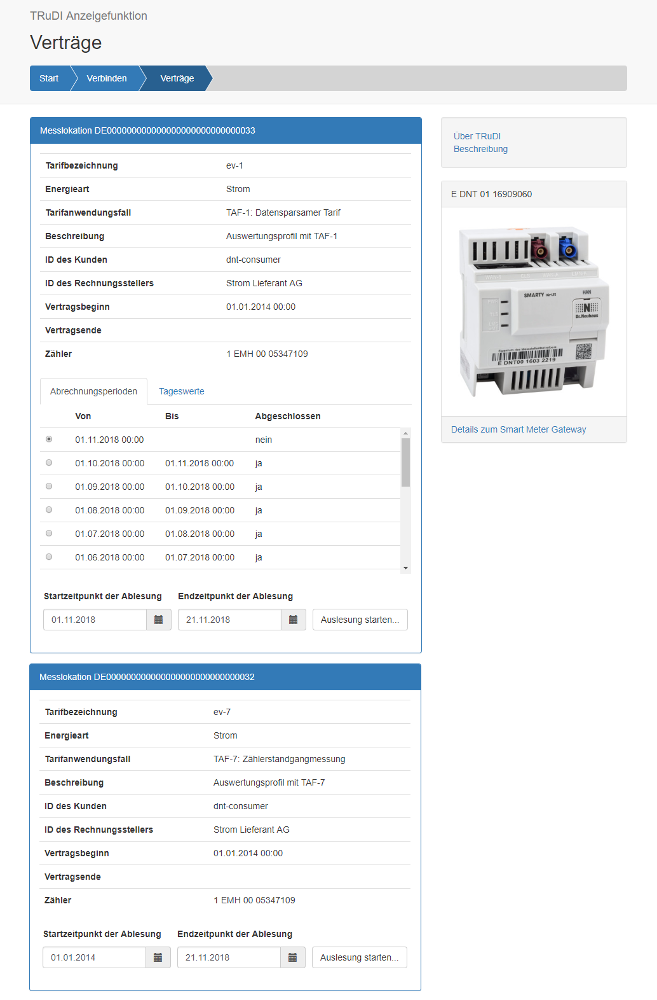 TRuDI Anzeigefunktion
Verträge
Start
Verbinden
Verträge
Messlokation DE0000000000000000000000000000033
Tarifbezeichnung ev-1
Energieart Strom
Tarifanwendungsfall TAF-1: Datensparsamer Tarif
Beschreibung Auswertungsprofil mit TAF-1
ID des Kunden dnt-consumer
ID des Rechnungsstellers Strom Lieferant AG
Vertragsbeginn 01.01.2014 00:00
Vertragsende
Zähler 1 EMH 00 05347109
Abrechnungsperioden Tageswerte
Von Bis Abgeschlossen
01.11.2018 00:00 nein
01.10.2018 00:00 01.11.2018 00:00 ja
01.09.2018 00:00 01.10.2018 00:00 ja
01.08.2018 00:00 01.09.2018 00:00 ja
01.07.2018 00:00 01.08.2018 00:00 ja
01.06.2018 00:00 01.07.2018 00:00 ja
Startzeitpunkt der Ablesung Endzeitpunkt der Ablesung
01.11.2018 21.11.2018 Auslesung starten...
Messlokation DE0000000000000000000000000000032
Tarifbezeichnung ev-7
Energieart Strom
Tarifanwendungsfall TAF-7: Zählerstandgangmessung
Beschreibung Auswertungsprofil mit TAF-7
ID des Kunden dnt-consumer
ID des Rechnungsstellers Strom Lieferant AG
Vertragsbeginn 01.01.2014 00:00
Vertragsende
Zähler 1 EMH 00 05347109
Startzeitpunkt der Ablesung Endzeitpunkt der Ablesung
01.01.2014 21.11.2018 Auslesung starten...
Über TRuDI
Beschreibung
E DNT 01 16909060
SMARTY IQ-LTE
HAN
N
Dr. Neuhaus
Eigentum des Messstellenbetreibers
E DNT00 1603 2219
Details zum Smart Meter Gateway